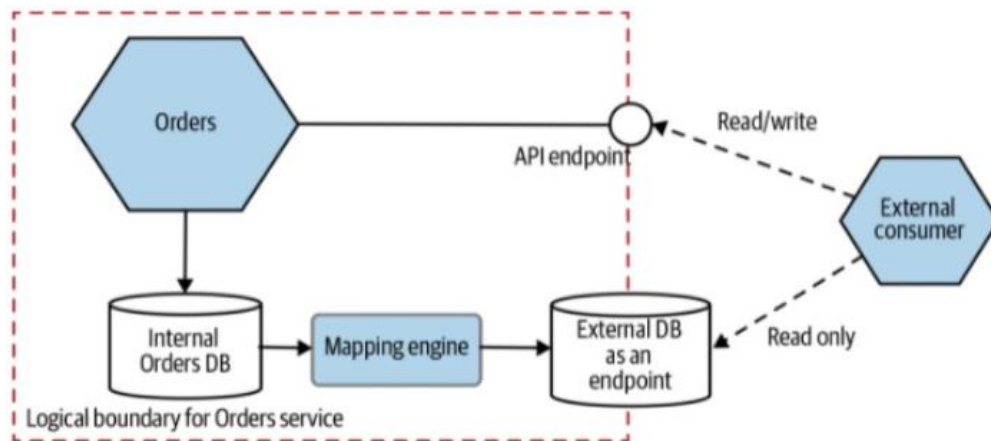 Orders
Read/write
API endpoint
External
consumer
Internal
Orders DB
Mapping engine
External DB
as an
endpoint
Read only
Logical boundary for Orders service